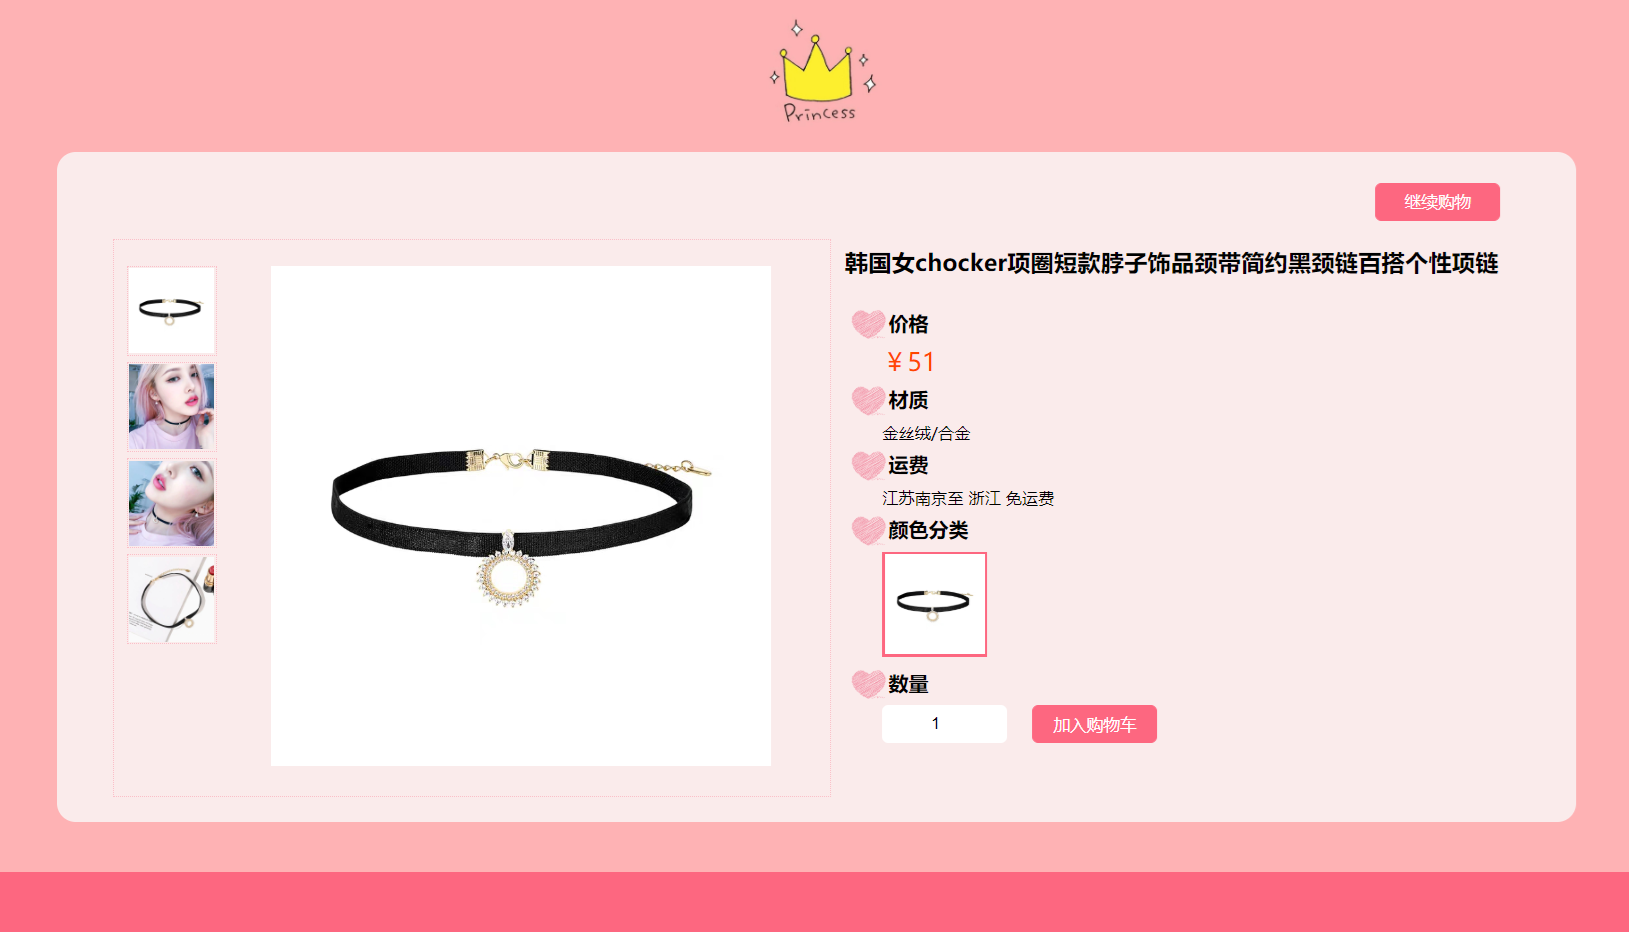 Princess
继续购物
韩国女chocker项圈短款脖子饰品颈带简约黑颈链百搭个性项链
价格
￥51
材质
金丝绒/合金
运费
江苏南京至 浙江 免运费
颜色分类
数量
1
加入购物车